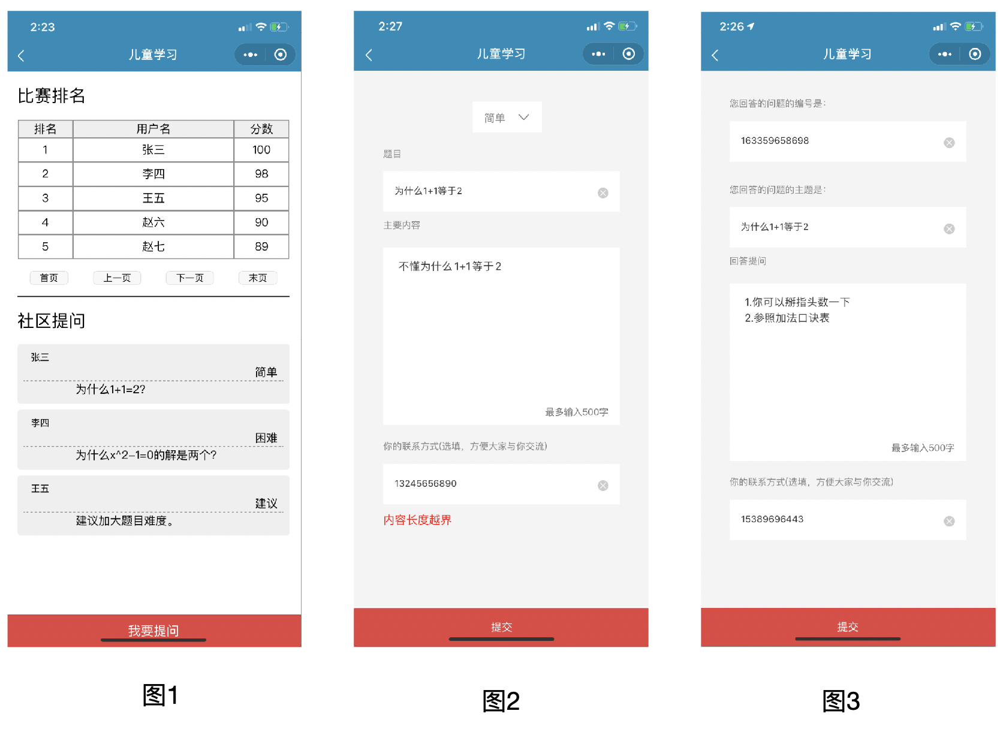 2:23
儿童学习
比赛排名
排名 用户名 分数
1 张三 100
2 李四 98
3 王五 95
4 赵六 90
5 赵七 89
首页 上一页 下一页 末页
社区提问
张三
简单
为什么1+1=2?
李四
困难
为什么x^2-1=0的解是两个?
王五
建议
建议加大题目难度。
我要提问
图1
2:27
儿童学习
简单
题目
为什么1+1等于2
主要内容
不懂为什么1+1等于2
最多输入500字
你的联系方式(选填，方便大家与你交流)
13245656890
内容长度越界
提交
图2
2:26
儿童学习
您回答的问题的编号是:
163359658698
您回答的问题的主题是:
为什么1+1等于2
回答提问
1.你可以掰指头数一下
2.参照加法口诀表
最多输入500字
你的联系方式(选填，方便大家与你交流)
15389696443
提交
图3